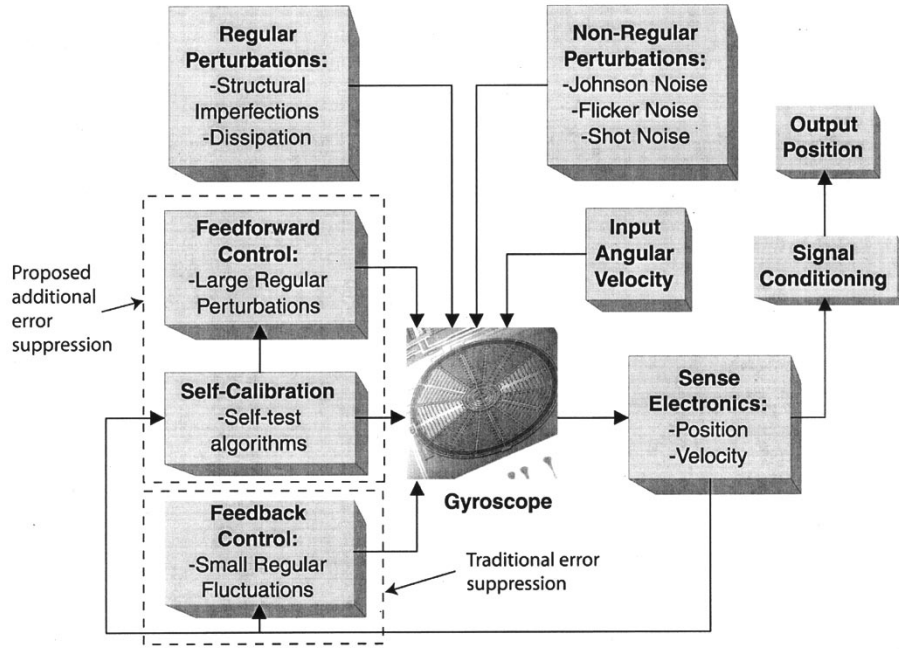 Regular
Perturbations:
-Structural
Imperfections
-Dissipation
Non-Regular
Perturbations:
-Johnson Noise
-Flicker Noise
-Shot Noise
Output
Position
Feedforward
Control:
-Large Regular
Perturbations
Input
Angular
Velocity
Signal
Conditioning
Proposed
additional
error
suppression
Self-Calibration
-Self-test
algorithms
Sense
Electronics:
-Position
-Velocity
Gyroscope
Feedback
Control:
-Small Regular
Fluctuations
Traditional error
suppression